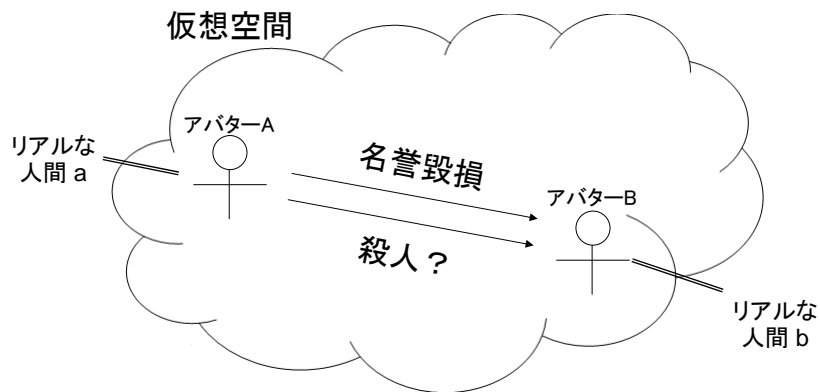 仮想空間
アバターA
リアルな
人間 a
名誉毀損
アバターB
殺人？
リアルな
人間 b